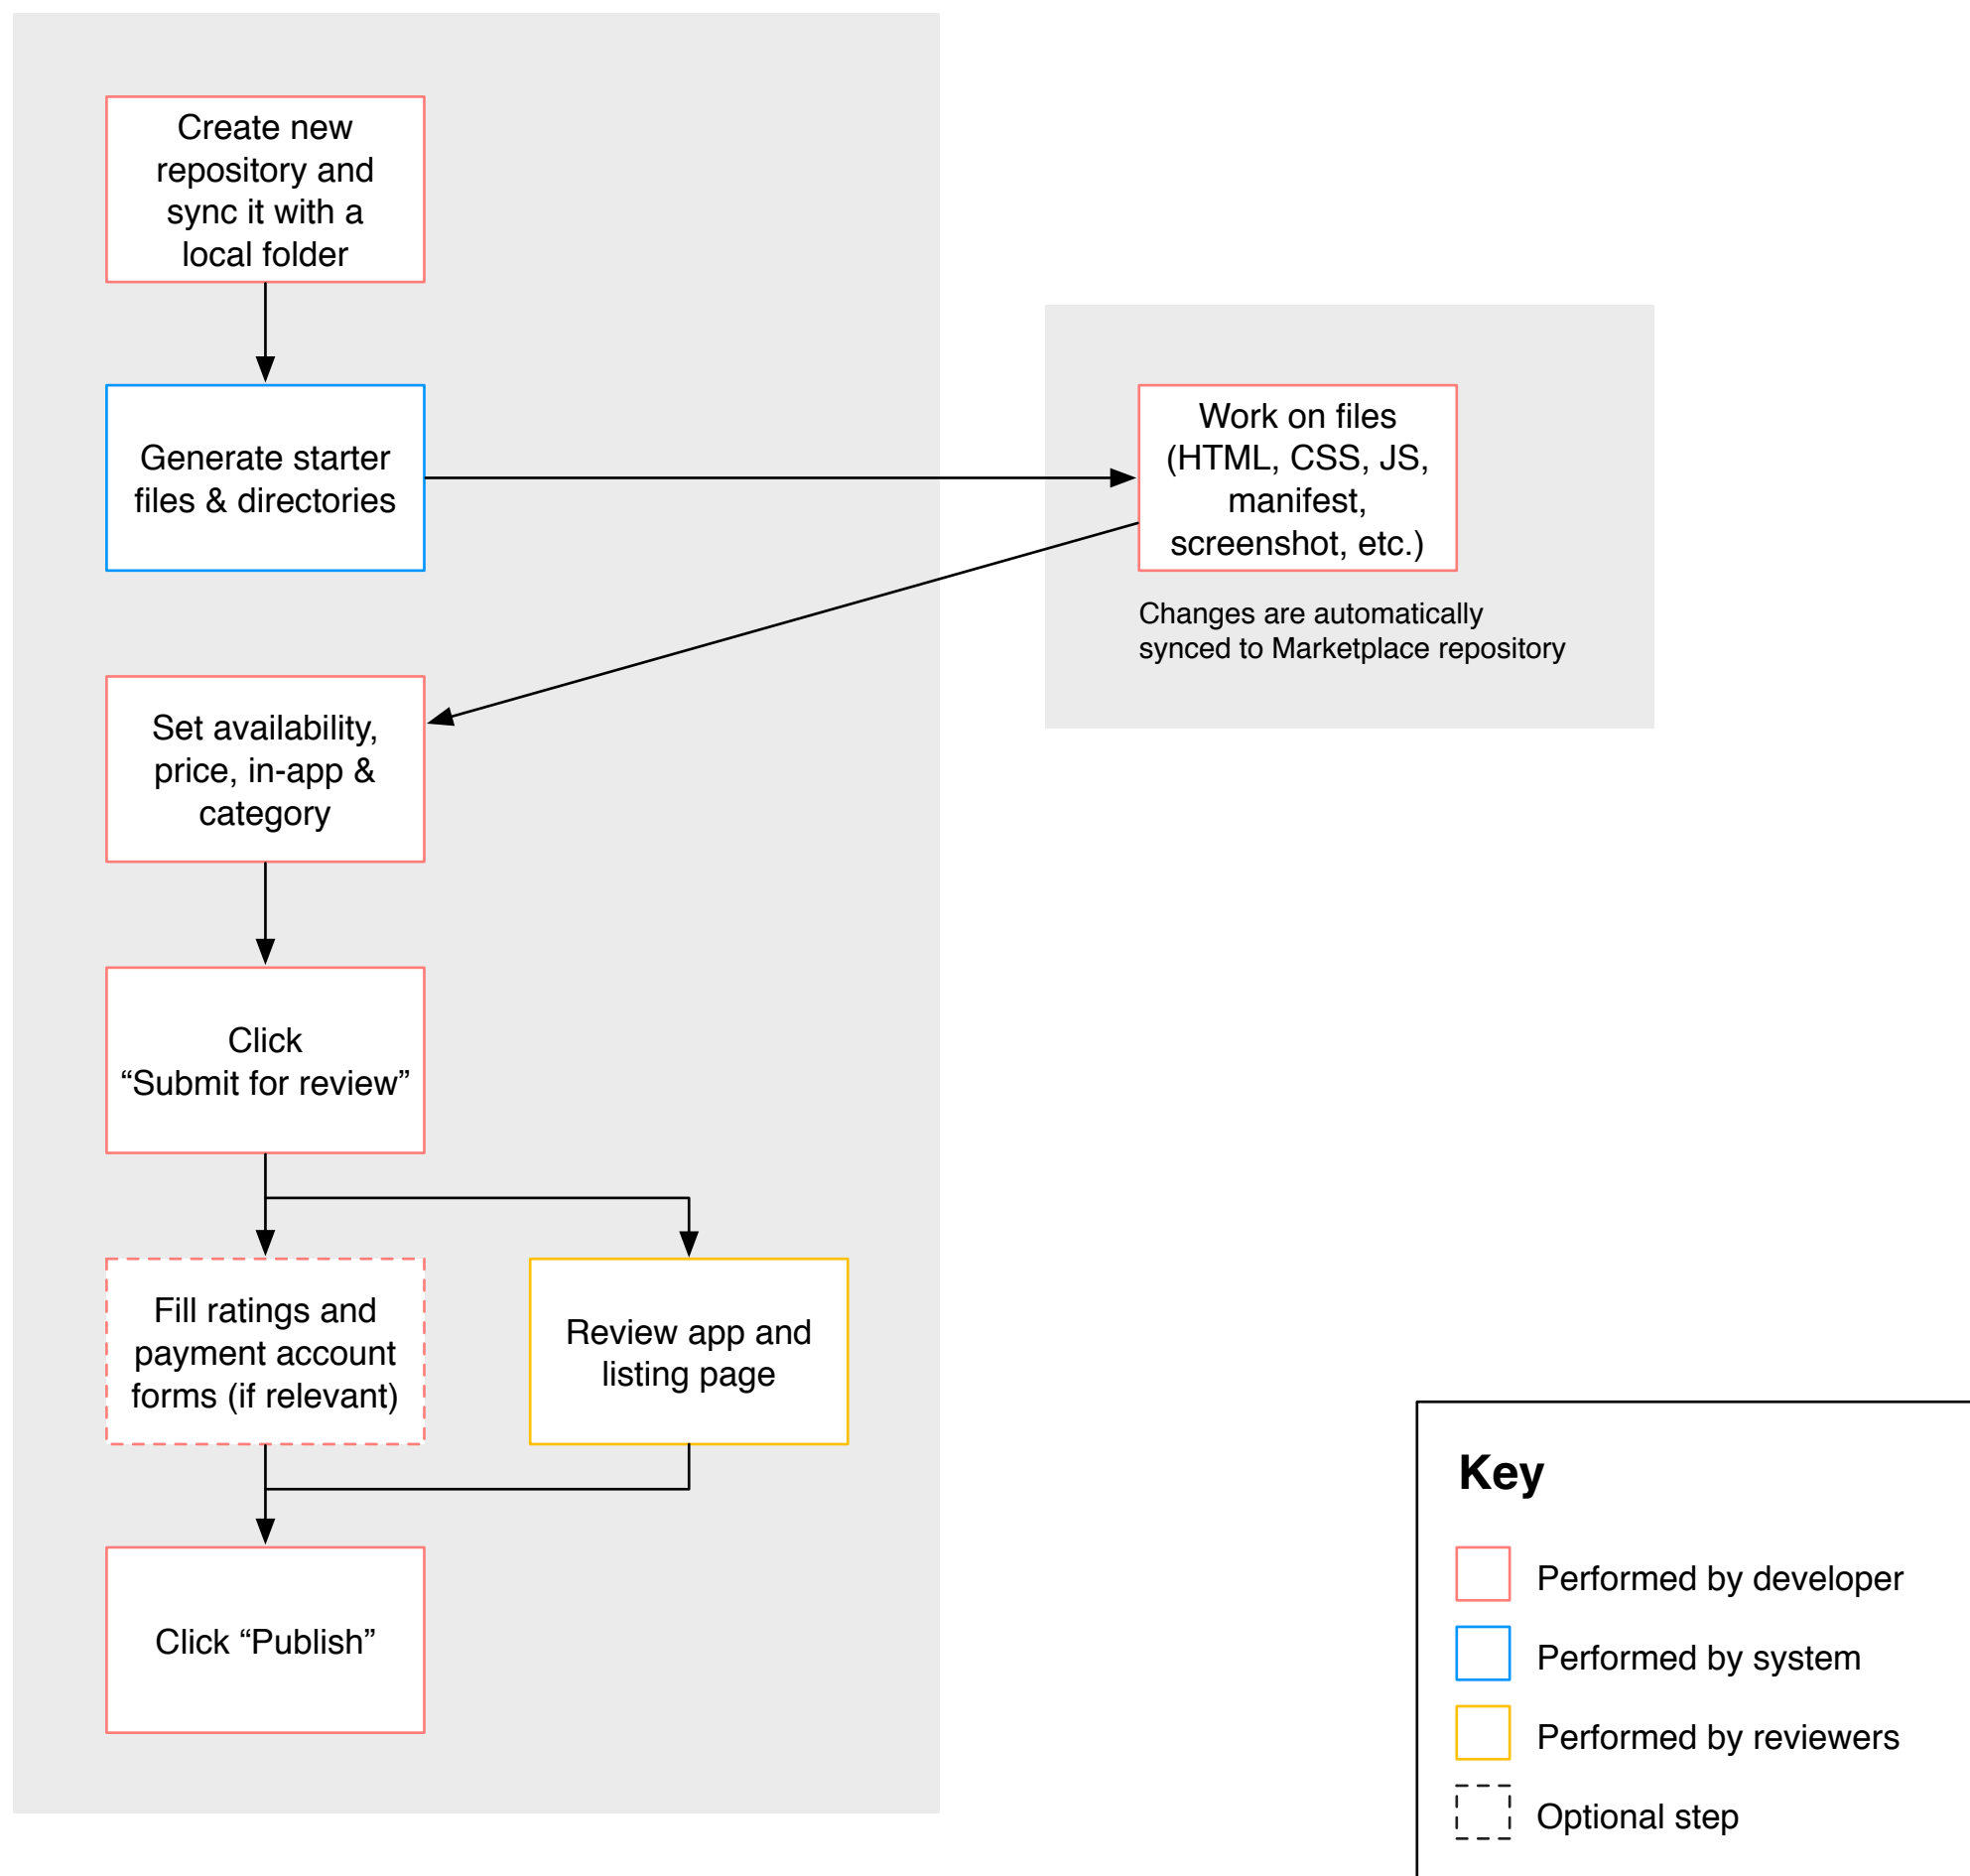 Create new
repository and
sync it with a
local folder
Generate starter
files & directories
Work on files
(HTML, CSS, JS,
manifest,
screenshot, etc.)
Changes are automatically
synced to Marketplace repository
Set availability,
price, in-app &
category
Click
“Submit for review”
Fill ratings and
payment account
forms (if relevant)
Review app and
listing page
Click “Publish”
Key
Performed by developer
Performed by system
Performed by reviewers
Optional step